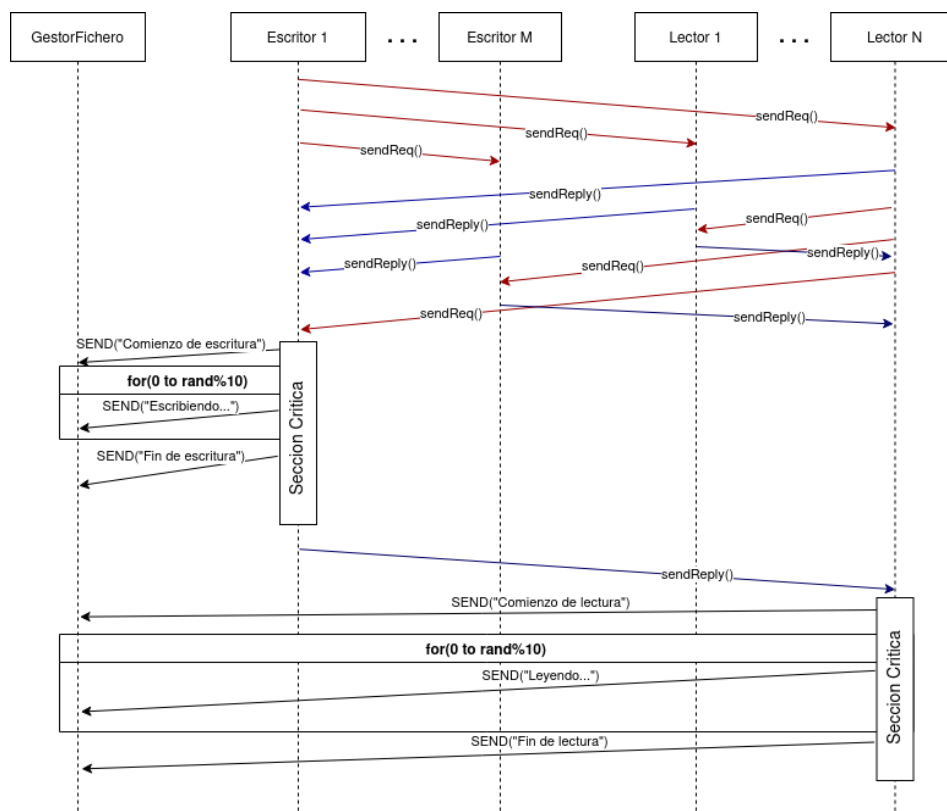 GestorFichero
Escritor 1
. . .
Escritor M
Lector 1
. . .
Lector N
sendReq()
sendReq()
sendReq()
sendReply()
sendReq()
sendReply()
sendReply()
sendReply()
sendReq()
sendReq()
sendReply()
SEND("Comienzo de escritura")
for(0 to rand%10)
SEND("Escribiendo...")
SEND("Fin de escritura")
Seccion Critica
sendReply()
SEND("Comienzo de lectura")
for(0 to rand%10)
SEND("Leyendo...")
SEND("Fin de lectura")
Seccion Critica